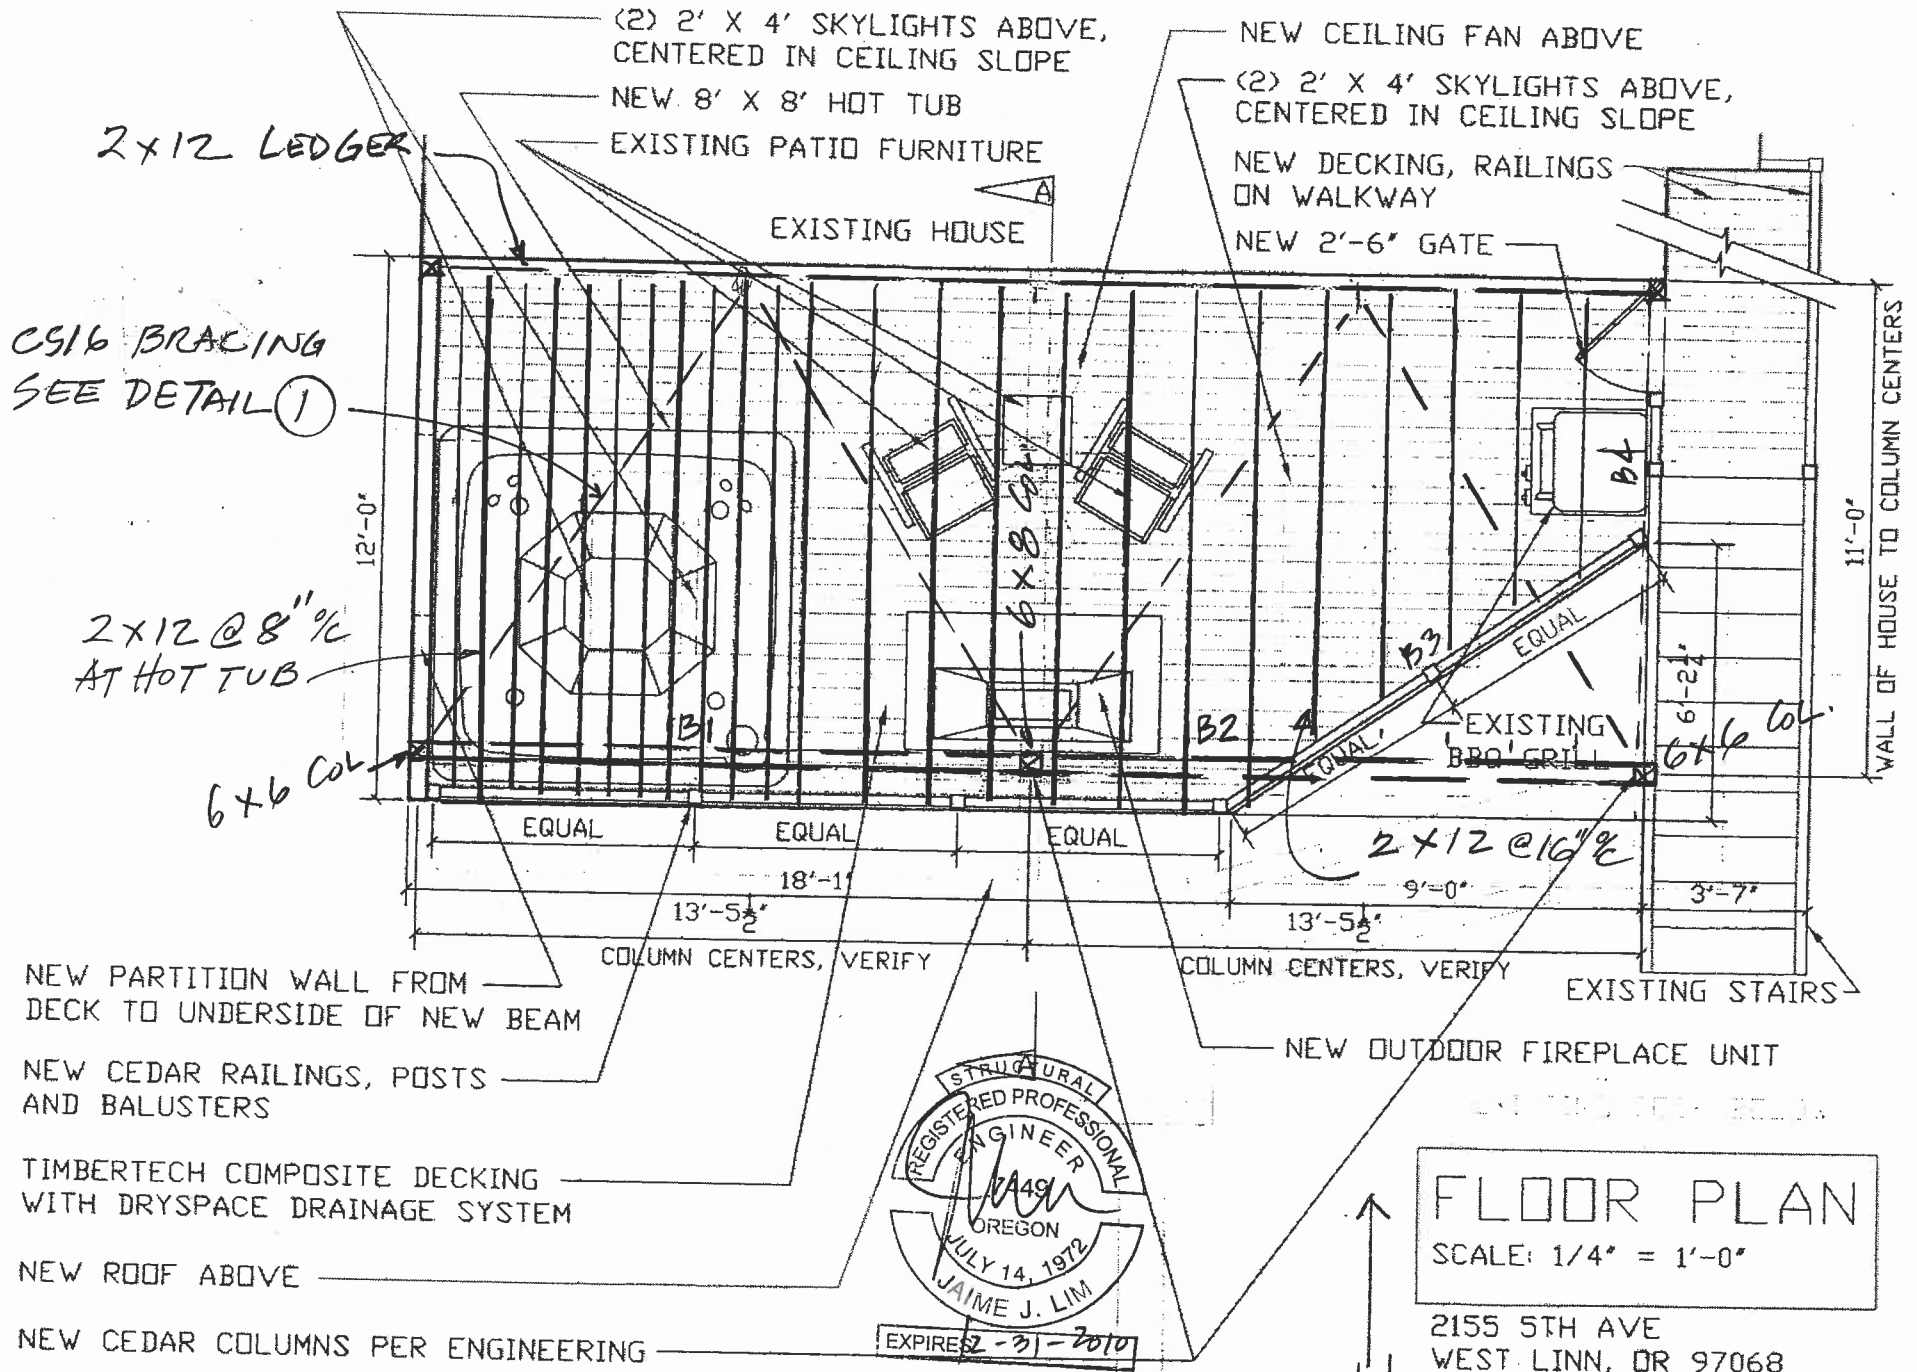 (2) 2' X 4' SKYLIGHTS ABOVE,
CENTERED IN CEILING SLOPE
NEW 8' X 8' HOT TUB
EXISTING PATIO FURNITURE
NEW CEILING FAN ABOVE
(2) 2' X 4' SKYLIGHTS ABOVE,
CENTERED IN CEILING SLOPE
NEW DECKING, RAILINGS
ON WALKWAY
NEW 2'-6" GATE
2x12 LEDGER
A
EXISTING HOUSE
CS16 BRACING
SEE DETAIL 1
12'-0"
6x8 COL.
B4
11'-0"
WALL OF HOUSE TO COLUMN CENTERS
2x12 @ 8" o/c
AT HOT TUB
B3
EQUAL
6'-2 1/4"
B1
B2
EXISTING
BBQ GRILL
EQUAL
6x6 COL.
6x6 COL
EQUAL
EQUAL
EQUAL
2x12 @ 16" o/c
18'-1"
9'-0"
3'-7"
13'-5 1/2"
13'-5 1/2"
COLUMN CENTERS, VERIFY
COLUMN CENTERS, VERIFY
EXISTING STAIRS
NEW PARTITION WALL FROM
DECK TO UNDERSIDE OF NEW BEAM
NEW OUTDOOR FIREPLACE UNIT
NEW CEDAR RAILINGS, POSTS
AND BALUSTERS
TIMBERTECH COMPOSITE DECKING
WITH DRYSPACE DRAINAGE SYSTEM
NEW ROOF ABOVE
NEW CEDAR COLUMNS PER ENGINEERING
A
STRUCTURAL
REGISTERED PROFESSIONAL
ENGINEER
OREGON
JULY 14, 1972
JAIME J. LIM
EXPIRES 12-31-2010
FLOOR PLAN
SCALE: 1/4" = 1'-0"
2155 5TH AVE
WEST LINN, OR 97068